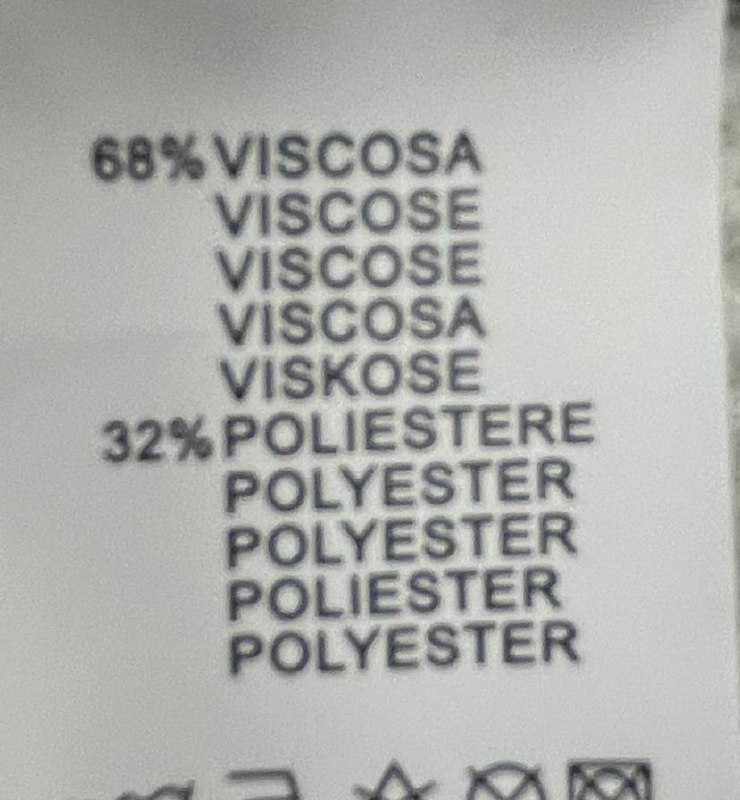 68% VISCOSA
VISCOSE
VISCOSE
VISCOSA
VISKOSE
32% POLIESTERE
POLYESTER
POLYESTER
POLIESTER
POLYESTER